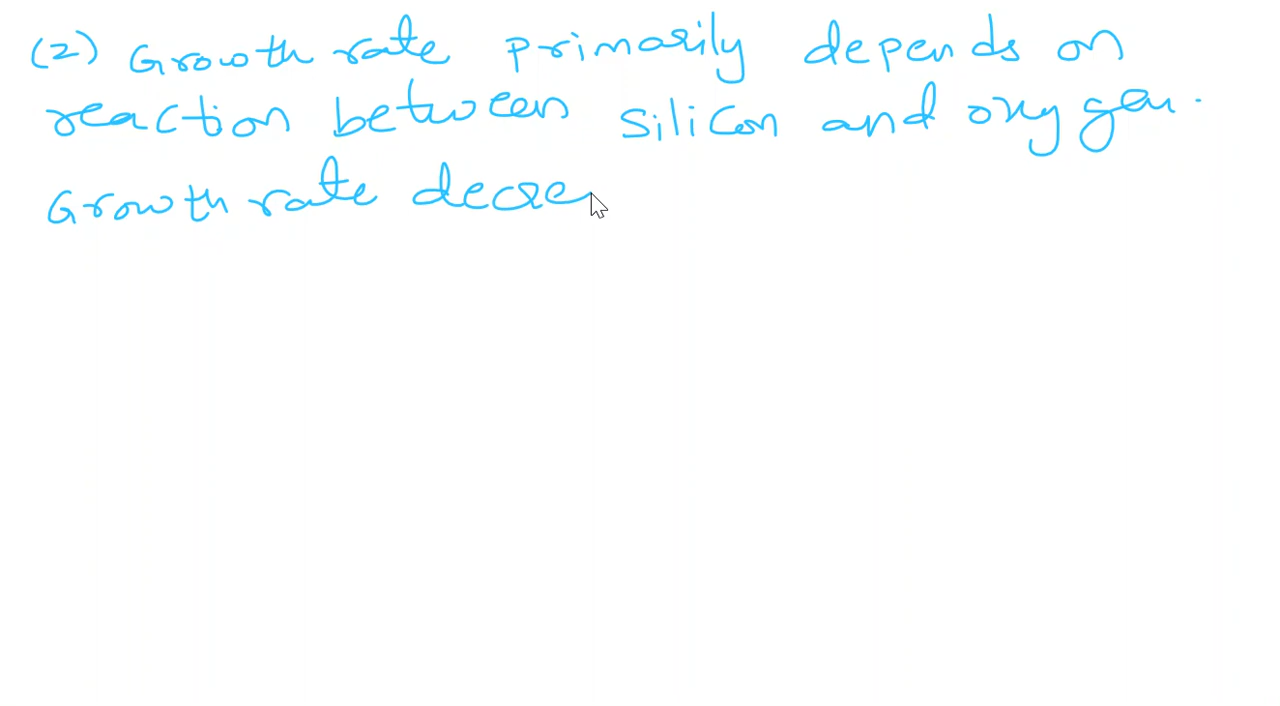 (2) Growth rate primarily depends on
reaction between silicon and oxygen.
Growth rate decre